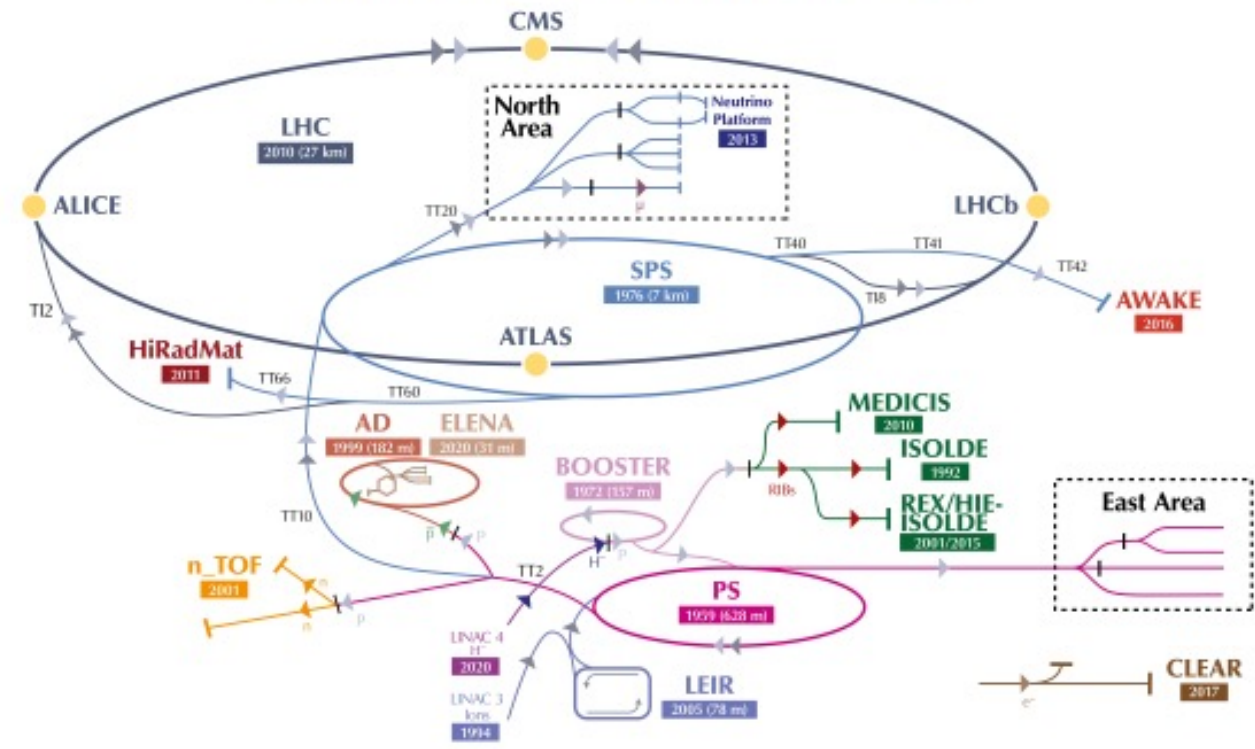 CMS
North
Area
Neutrino
Platform
2013
LHC
2010 (27 km)
ALICE
LHCb
TT20
TT40
TT41
TT42
SPS
1976 (7 km)
TI8
AWAKE
2016
TI2
ATLAS
HiRadMat
2011
TT66
TT60
MEDICIS
2010
AD
1999 (182 m)
ELENA
2020 (31 m)
ISOLDE
1992
BOOSTER
1972 (157 m)
RIBs
REX/HIE-
ISOLDE
2001/2015
East Area
TT10
p
p
H-
p
n_TOF
2001
n
n
p
TT2
PS
1959 (628 m)
LINAC 4
H-
2020
LINAC 3
Ions
1994
LEIR
2005 (78 m)
CLEAR
2017
e-